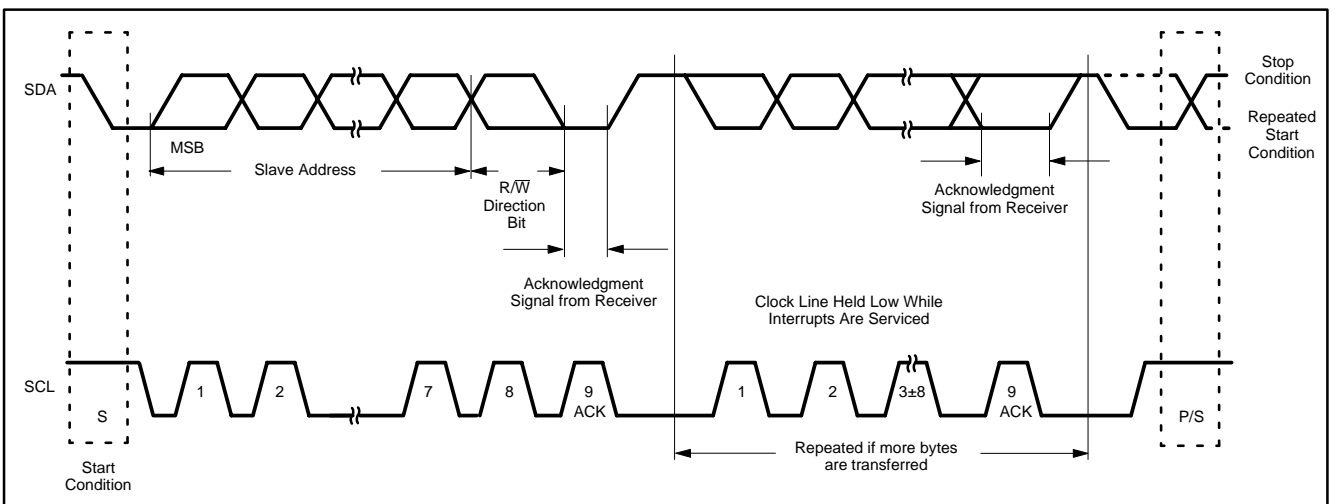 SDA
MSB
Slave Address
R/W̅
Direction
Bit
Acknowledgment
Signal from Receiver
Acknowledgment
Signal from Receiver
Stop
Condition
Repeated
Start
Condition
Clock Line Held Low While
Interrupts Are Serviced
SCL
S
1
2
7
8
9
ACK
1
2
3±8
9
ACK
P/S
Start
Condition
Repeated if more bytes
are transferred